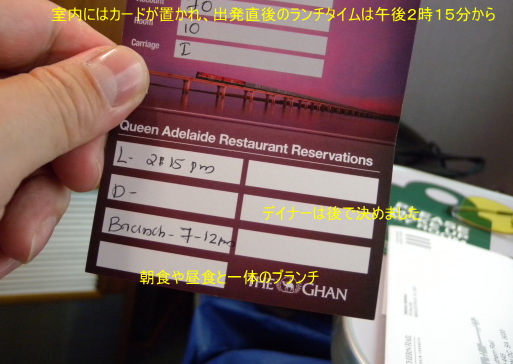 室内にはカードが置かれ、出発直後のランチタイムは午後２時１５分から
Account 10
Room 10
Carriage I
Queen Adelaide Restaurant Reservations
L- 2:15 pm
D-
ディナーは後で決めました
Brunch- 7-12
朝食や昼食と一体のブランチ
THE GHAN